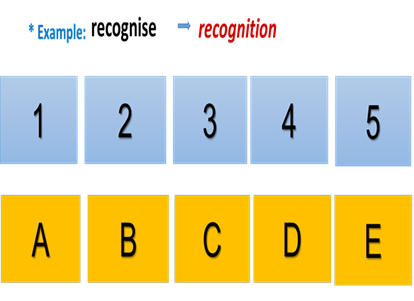 * Example: recognise ➡ recognition
1 2 3 4 5
A B C D E